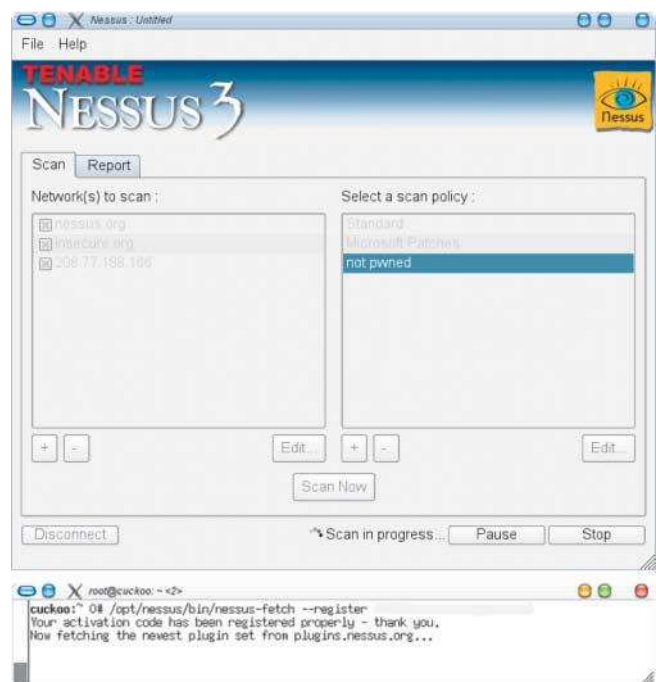 Nessus : Untitled
File Help
TENABLE
NESSUS 3
Nessus
Scan Report
Network(s) to scan :
nessus.org
insecure.org
208.77.188.166
Select a scan policy :
Standard
Microsoft Patches
not pwned
+ - Edit...
+ - Edit...
Scan Now
Disconnect
Scan in progress... Pause Stop
root@cuckoo: ~ <2>
cuckoo:~ 0# /opt/nessus/bin/nessus-fetch --register
Your activation code has been registered properly - thank you.
Now fetching the newest plugin set from plugins.nessus.org...